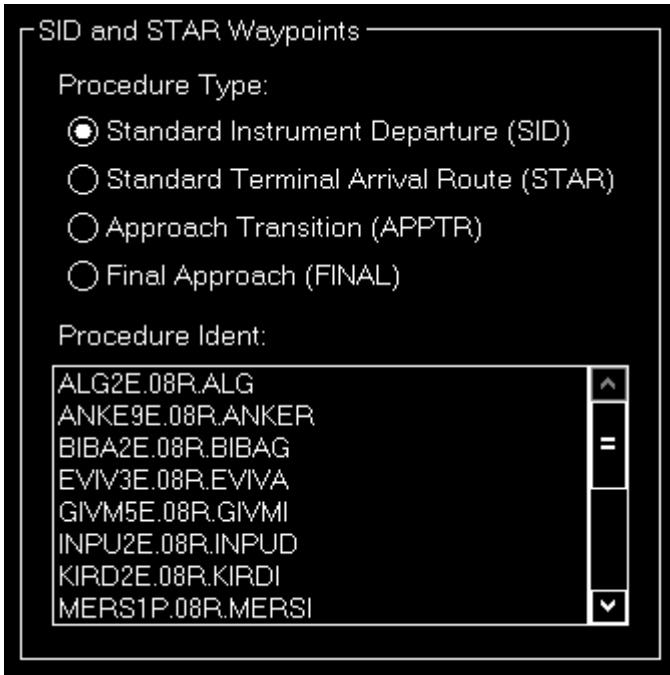 SID and STAR Waypoints
Procedure Type:
Standard Instrument Departure (SID)
Standard Terminal Arrival Route (STAR)
Approach Transition (APPTR)
Final Approach (FINAL)
Procedure Ident:
ALG2E.08R.ALG
ANKE9E.08R.ANKER
BIBA2E.08R.BIBAG
EVIV3E.08R.EVIVA
GIVM5E.08R.GIVMI
INPU2E.08R.INPUD
KIRD2E.08R.KIRDI
MERS1P.08R.MERSI